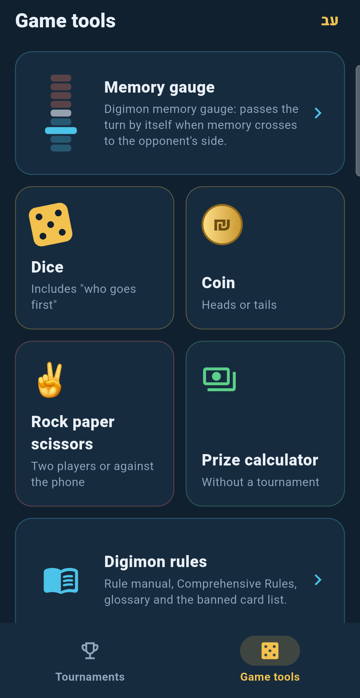 Game tools
עב
Memory gauge
Digimon memory gauge: passes the
turn by itself when memory crosses
to the opponent's side.
Dice
Includes "who goes
first"
₪
Coin
Heads or tails
Rock paper
scissors
Two players or against
the phone
Prize calculator
Without a tournament
Digimon rules
Rule manual, Comprehensive Rules,
glossary and the banned card list.
Tournaments
Game tools